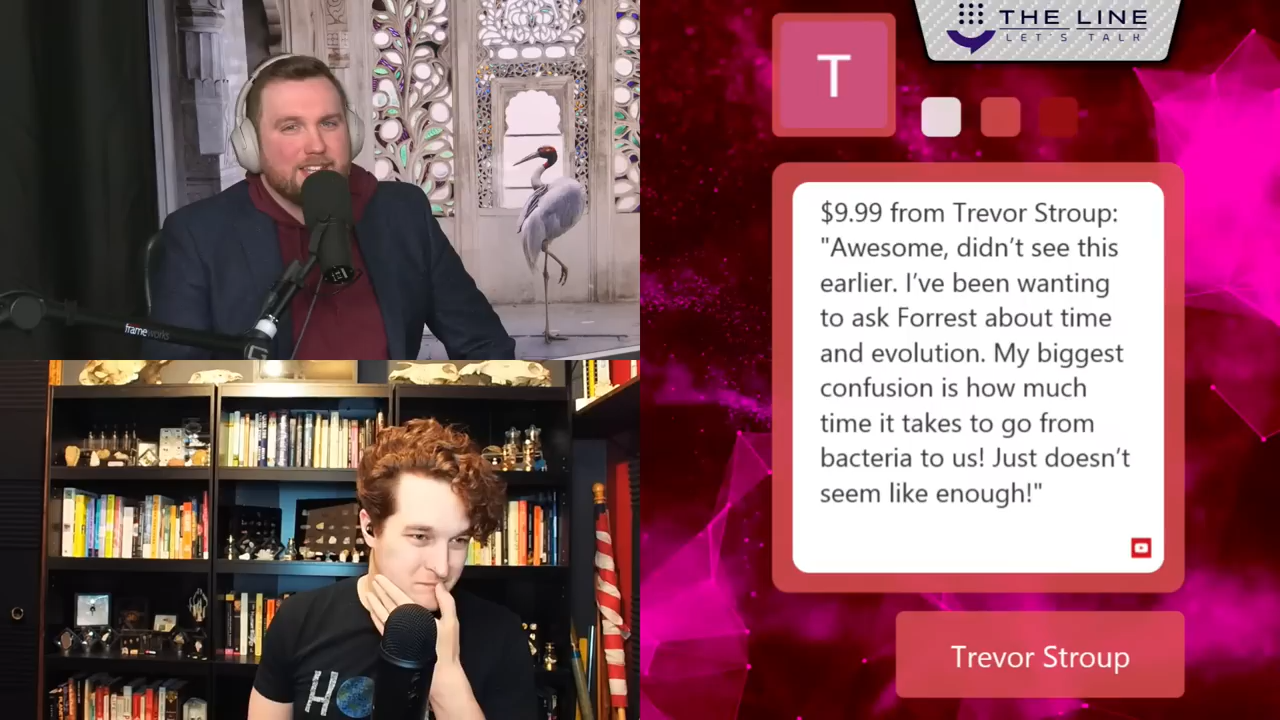 THE LINE
LET'S TALK
T
$9.99 from Trevor Stroup:
"Awesome, didn't see this
earlier. I've been wanting
to ask Forrest about time
and evolution. My biggest
confusion is how much
time it takes to go from
bacteria to us! Just doesn't
seem like enough!"
Trevor Stroup
frameworks